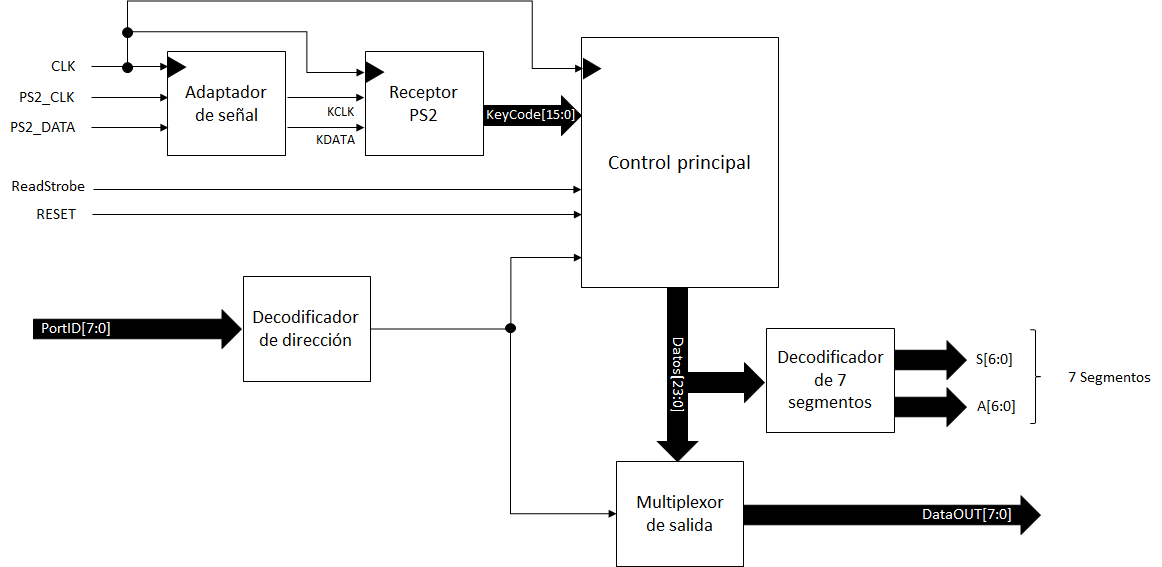 CLK
PS2_CLK
PS2_DATA
Adaptador
de señal
KCLK
KDATA
Receptor
PS2
KeyCode[15:0]
Control principal
ReadStrobe
RESET
PortID[7:0]
Decodificador
de dirección
Datos[23:0]
Decodificador
de 7
segmentos
S[6:0]
A[6:0]
7 Segmentos
Multiplexor
de salida
DataOUT[7:0]